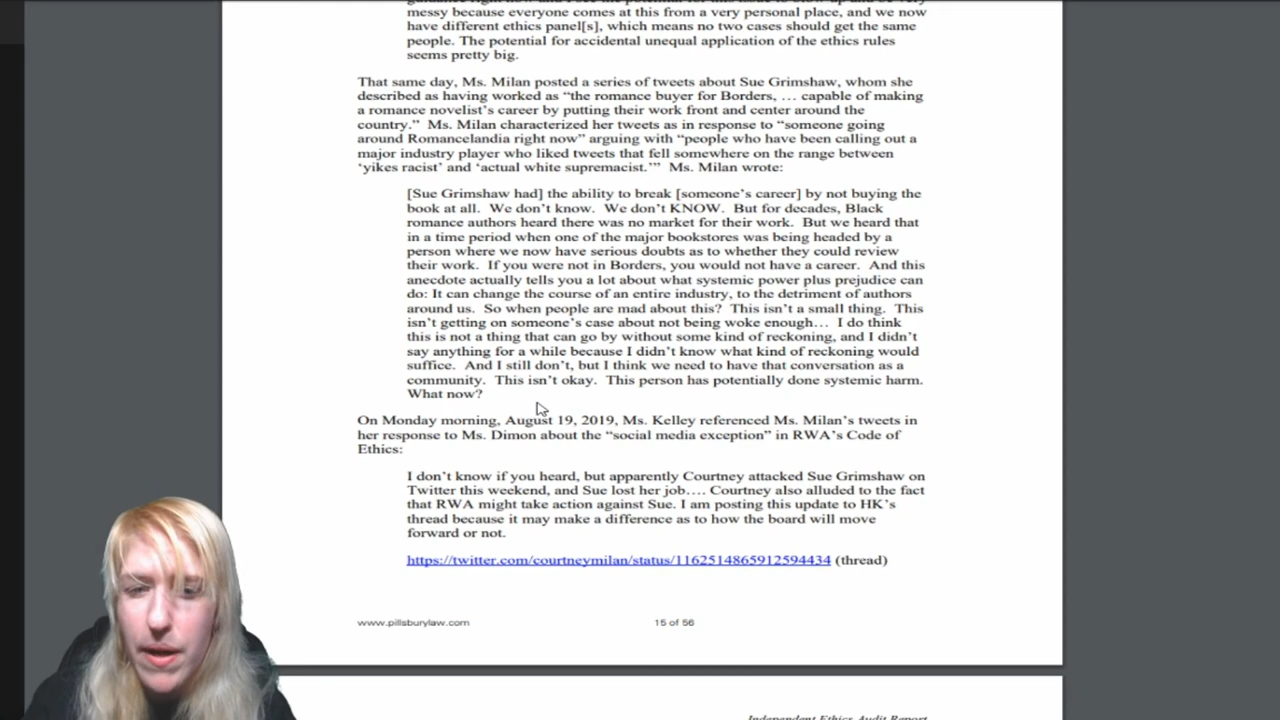 messy because everyone comes at this from a very personal place, and we now
have different ethics panel[s], which means no two cases should get the same
people. The potential for accidental unequal application of the ethics rules
seems pretty big.
That same day, Ms. Milan posted a series of tweets about Sue Grimshaw, whom she
described as having worked as “the romance buyer for Borders, … capable of making
a romance novelist’s career by putting their work front and center around the
country.” Ms. Milan characterized her tweets as in response to “someone going
around Romancelandia right now” arguing with “people who have been calling out a
major industry player who liked tweets that fell somewhere on the range between
‘yikes racist’ and ‘actual white supremacist.’” Ms. Milan wrote:
[Sue Grimshaw had] the ability to break [someone’s career] by not buying the
book at all. We don’t know. We don’t KNOW. But for decades, Black
romance authors heard there was no market for their work. But we heard that
in a time period when one of the major bookstores was being headed by a
person where we now have serious doubts as to whether they could review
their work. If you were not in Borders, you would not have a career. And this
anecdote actually tells you a lot about what systemic power plus prejudice can
do: It can change the course of an entire industry, to the detriment of authors
around us. So when people are mad about this? This isn’t a small thing. This
isn’t getting on someone’s case about not being woke enough… I do think
this is not a thing that can go by without some kind of reckoning, and I didn’t
say anything for a while because I didn’t know what kind of reckoning would
suffice. And I still don’t, but I think we need to have that conversation as a
community. This isn’t okay. This person has potentially done systemic harm.
What now?
On Monday morning, August 19, 2019, Ms. Kelley referenced Ms. Milan’s tweets in
her response to Ms. Dimon about the “social media exception” in RWA’s Code of
Ethics:
I don’t know if you heard, but apparently Courtney attacked Sue Grimshaw on
Twitter this weekend, and Sue lost her job…. Courtney also alluded to the fact
that RWA might take action against Sue. I am posting this update to HK’s
thread because it may make a difference as to how the board will move
forward or not.
https://twitter.com/courtneymilan/status/1162514865912594434 (thread)
www.pillsburylaw.com 15 of 56
Independent Ethics Audit Report